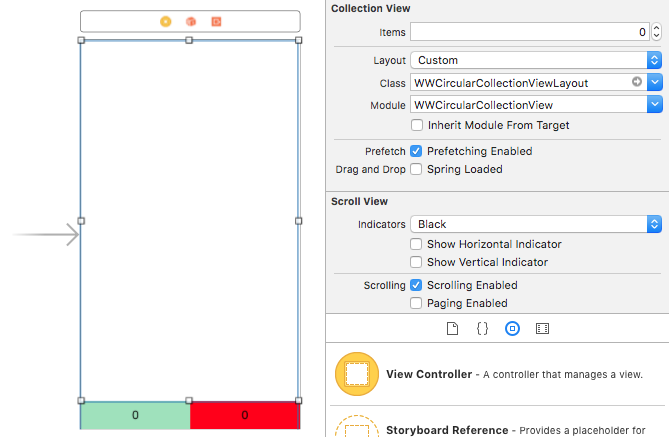 Collection View
Items 0
Layout Custom
Class WWCircularCollectionViewLayout
Module WWCircularCollectionView
Inherit Module From Target
Prefetch Prefetching Enabled
Drag and Drop Spring Loaded
Scroll View
Indicators Black
Show Horizontal Indicator
Show Vertical Indicator
Scrolling Scrolling Enabled
Paging Enabled
{}
View Controller - A controller that manages a view.
0 0
Storyboard Reference - Provides a placeholder for